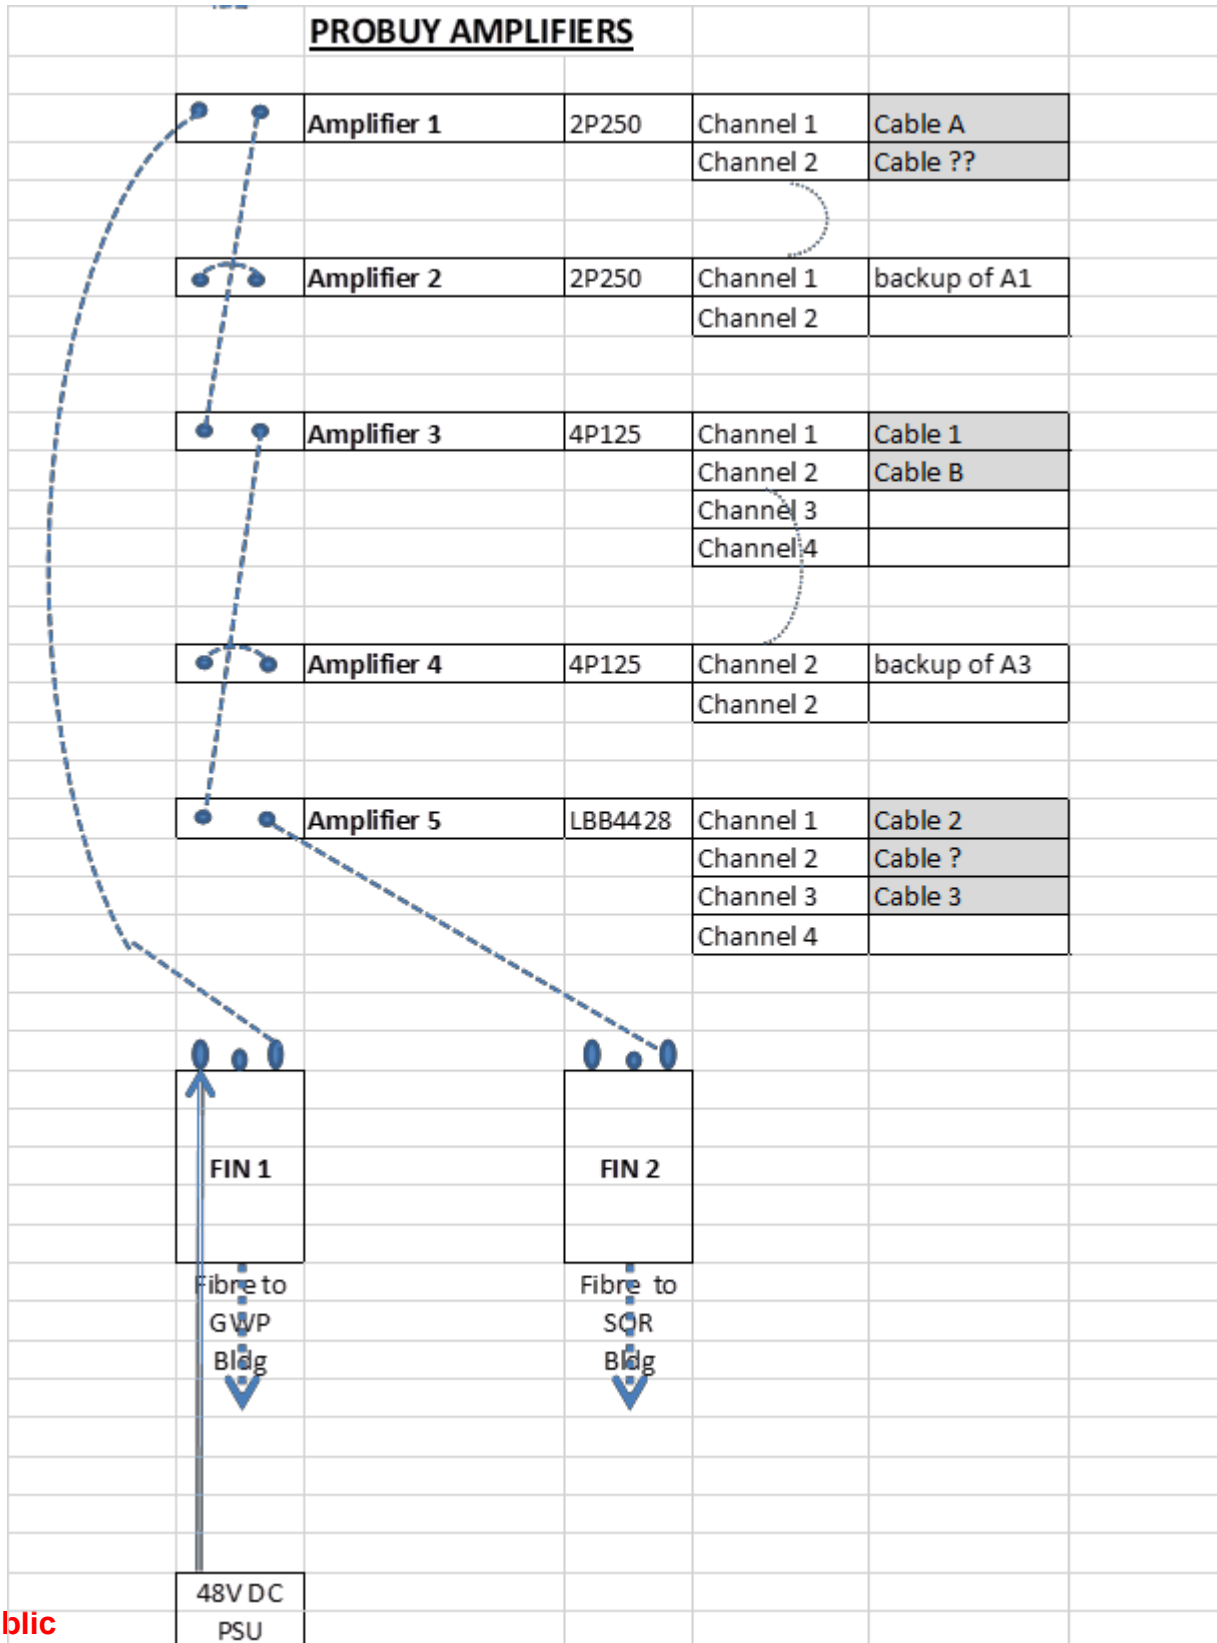 PROBUY AMPLIFIERS
Amplifier 1 2P250 Channel 1 Cable A
Channel 2 Cable ??
Amplifier 2 2P250 Channel 1 backup of A1
Channel 2
Amplifier 3 4P125 Channel 1 Cable 1
Channel 2 Cable B
Channel 3
Channel 4
Amplifier 4 4P125 Channel 2 backup of A3
Channel 2
Amplifier 5 LBB4428 Channel 1 Cable 2
Channel 2 Cable ?
Channel 3 Cable 3
Channel 4
FIN 1 FIN 2
Fibre to Fibre to
GWP SOR
Bldg Bldg
48V DC
PSU
blic